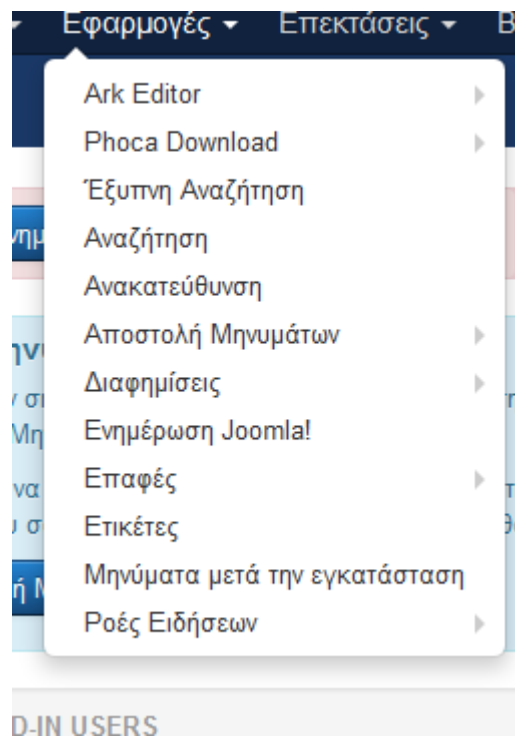 Εφαρμογές Επεκτάσεις
Ark Editor
Phoca Download
Έξυπνη Αναζήτηση
Αναζήτηση
Ανακατεύθυνση
Αποστολή Μηνυμάτων
Διαφημίσεις
Ενημέρωση Joomla!
Επαφές
Ετικέτες
Μηνύματα μετά την εγκατάσταση
Ροές Ειδήσεων
D-IN USERS